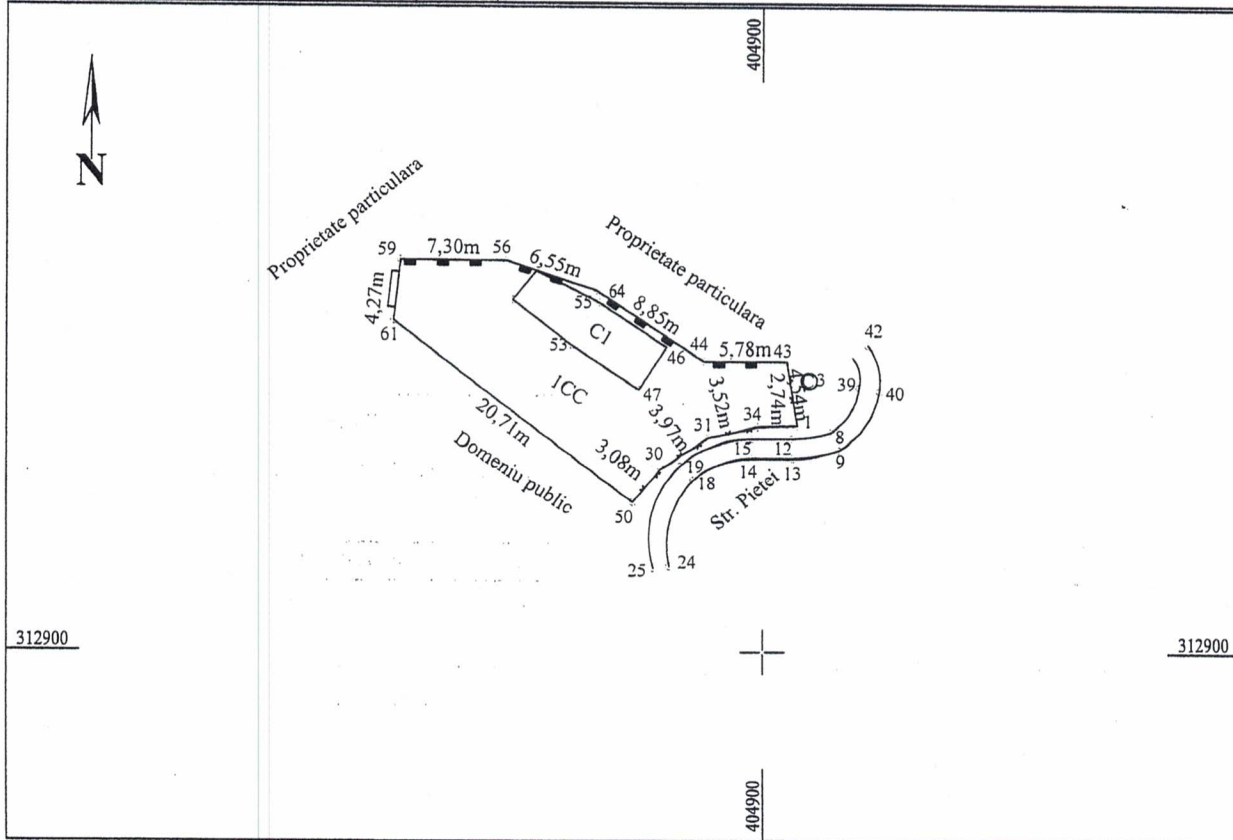 404900
N
Proprietate particulara
Proprietate particulara
59
7,30m
56
6,55m
64
55
8,85m
4,27m
61
C1
53
46
44
5,78m
43
42
3
39
40
47
1CC
3,52m
2,74m
34
1
3,97m
31
20,71m
Domeniu public
3,08m
30
15
12
8
9
19
14
13
18
Str. Pietei
50
25
24
312900
312900
404900